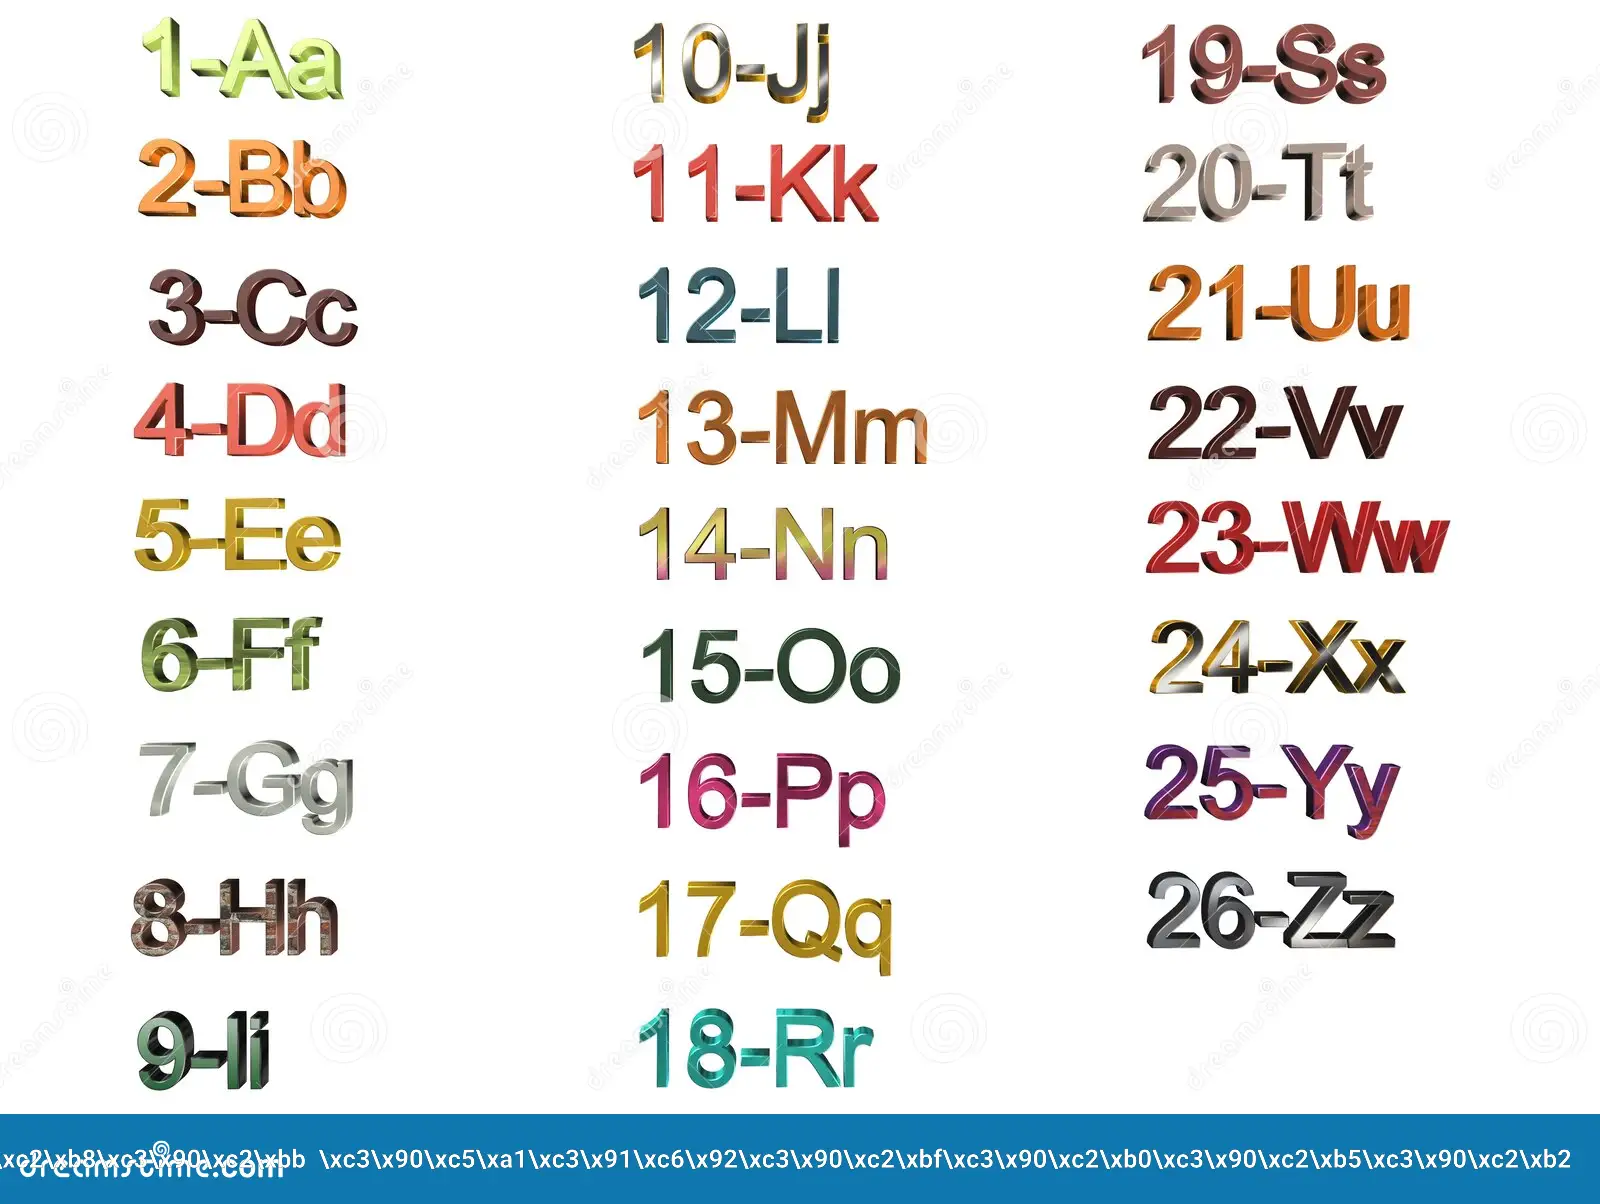 1-Aa
2-Bb
3-Cc
4-Dd
5-Ee
6-Ff
7-Gg
8-Hh
9-Ii
10-Jj
11-Kk
12-Ll
13-Mm
14-Nn
15-Oo
16-Pp
17-Qq
18-Rr
19-Ss
20-Tt
21-Uu
22-Vv
23-Ww
24-Xx
25-Yy
26-Zz
\xc2\xb8\xc3\x90\xc2\xbb \xc3\x90\xc5\xa1\xc3\x91\xc6\x92\xc3\x90\xc2\xbf\xc3\x90\xc2\xb0\xc3\x90\xc2\xb5\xc3\x90\xc2\xb2
dreamstime.com